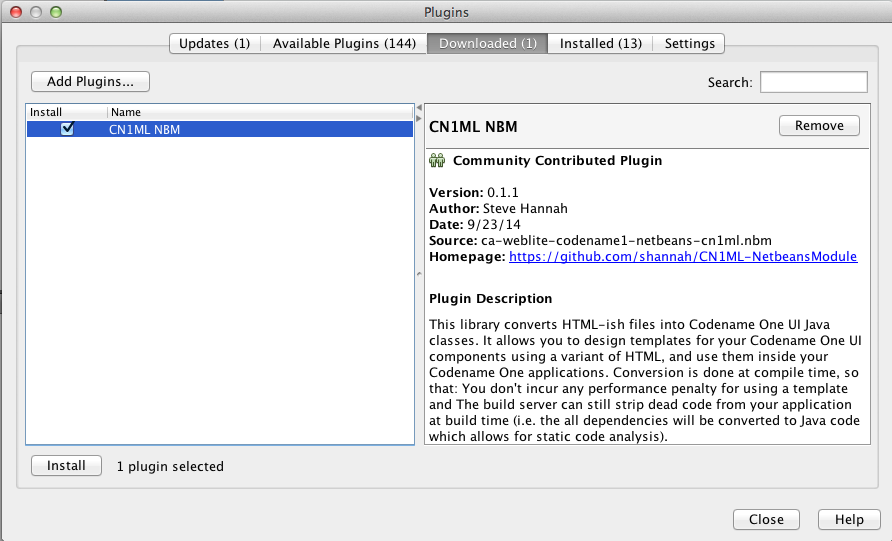 Plugins
Updates (1)
Available Plugins (144)
Downloaded (1)
Installed (13)
Settings
Add Plugins...
Search:
Install
Name
CN1ML NBM
CN1ML NBM
Remove
Community Contributed Plugin
Version: 0.1.1
Author: Steve Hannah
Date: 9/23/14
Source: ca-weblite-codename1-netbeans-cn1ml.nbm
Homepage: https://github.com/shannah/CN1ML-NetbeansModule
Plugin Description
This library converts HTML-ish files into Codename One UI Java
classes. It allows you to design templates for your Codename One UI
components using a variant of HTML, and use them inside your
Codename One applications. Conversion is done at compile time, so
that: You don't incur any performance penalty for using a template
and The build server can still strip dead code from your application
at build time (i.e. the all dependencies will be converted to Java code
which allows for static code analysis).
Install
1 plugin selected
Close
Help